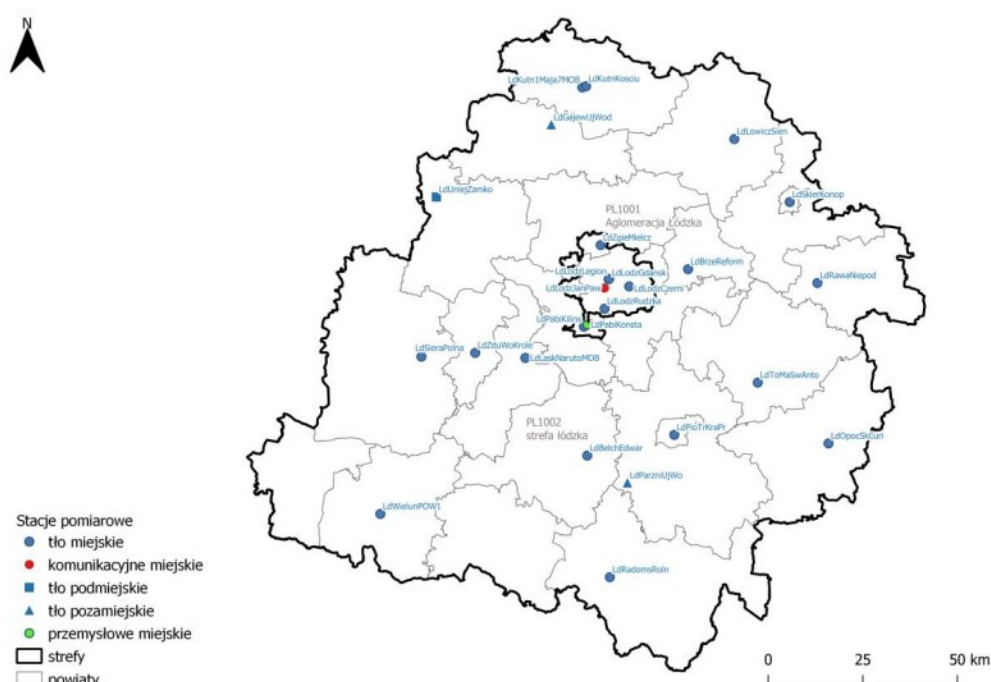 N
LdKutn1Maja7MOB
LdKutnKosciu
LdGajewUjWod
LdLowiczSien
LdUniejZamko
LdSkierKonop
PL1001
Aglomeracja Łódzka
LdZgieMielcz
LdBrzeReform
LdLodzLegion
LdLodzGdansk
LdRawaNiepod
LdLodzJanPaw
LdLodzCzerni
LdLodzRudzka
LdPabiKilins
LdPabiKonsta
LdSieraPolna
LdZduWoKrole
LdLaskNarutoMOB
LdToMaSwAnto
PL1002
strefa łódzka
LdPioTrKraPr
LdOpocSkCuri
LdBelchEdwar
LdParzniUjWo
LdWielunPOW1
LdRadomsRoln
Stacje pomiarowe
tło miejskie
komunikacyjne miejskie
tło podmiejskie
tło pozamiejskie
przemysłowe miejskie
strefy
powiaty
0 25 50 km